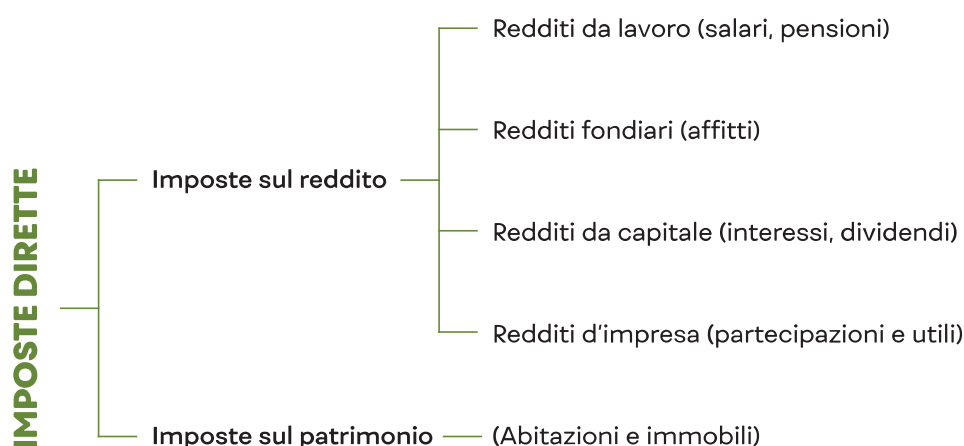 IMPOSTE DIRETTE
Imposte sul reddito
Redditi da lavoro (salari, pensioni)
Redditi fondiari (affitti)
Redditi da capitale (interessi, dividendi)
Redditi d’impresa (partecipazioni e utili)
Imposte sul patrimonio
(Abitazioni e immobili)